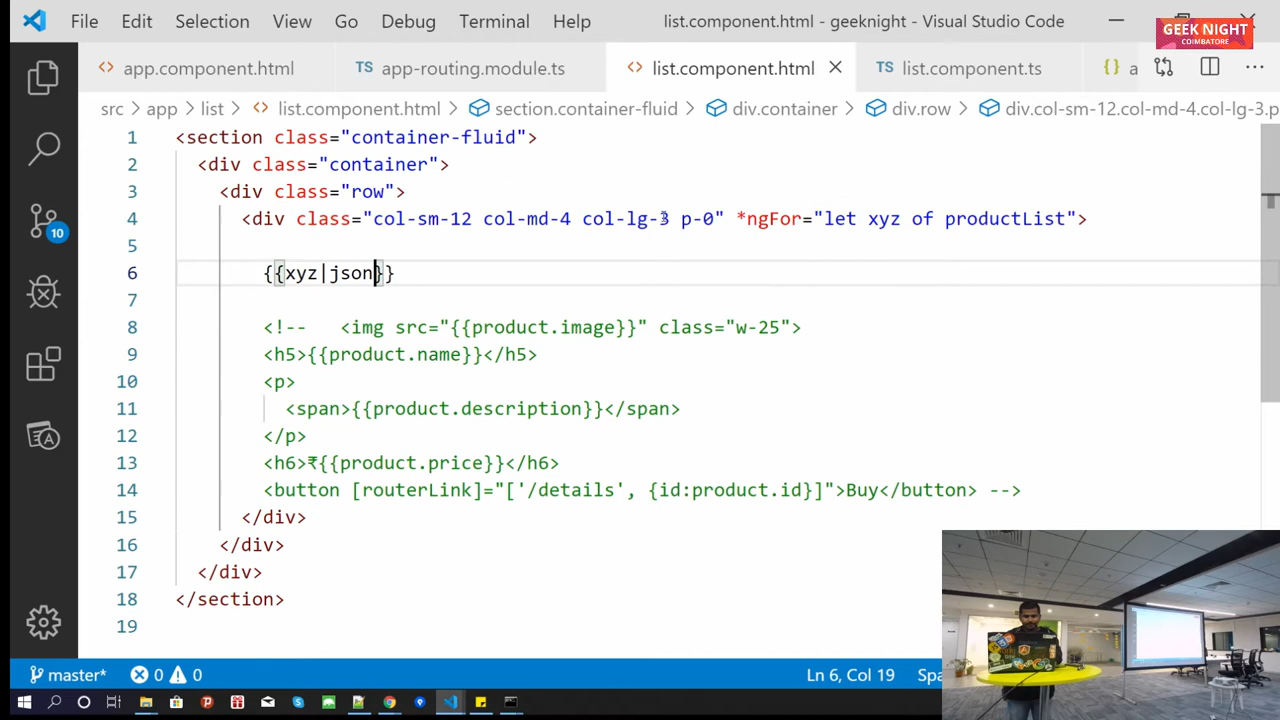 File Edit Selection View Go Debug Terminal Help list.component.html - geeknight - Visual Studio Code
GEEK NIGHT
COIMBATORE
<> app.component.html TS app-routing.module.ts <> list.component.html TS list.component.ts {} a
src > app > list > <> list.component.html > section.container-fluid > div.container > div.row > div.col-sm-12.col-md-4.col-lg-3.p
1 <section class="container-fluid">
2 <div class="container">
3 <div class="row">
4 <div class="col-sm-12 col-md-4 col-lg-3 p-0" *ngFor="let xyz of productList">
5
6 {{xyz|json}}
7
8 <!-- <img src="{{product.image}}" class="w-25">
9 <h5>{{product.name}}</h5>
10 <p>
11 <span>{{product.description}}</span>
12 </p>
13 <h6>₹{{product.price}}</h6>
14 <button [routerLink]="['/details', {id:product.id}]">Buy</button> -->
15 </div>
16 </div>
17 </div>
18 </section>
19
10
master* 0 0 Ln 6, Col 19 Spa